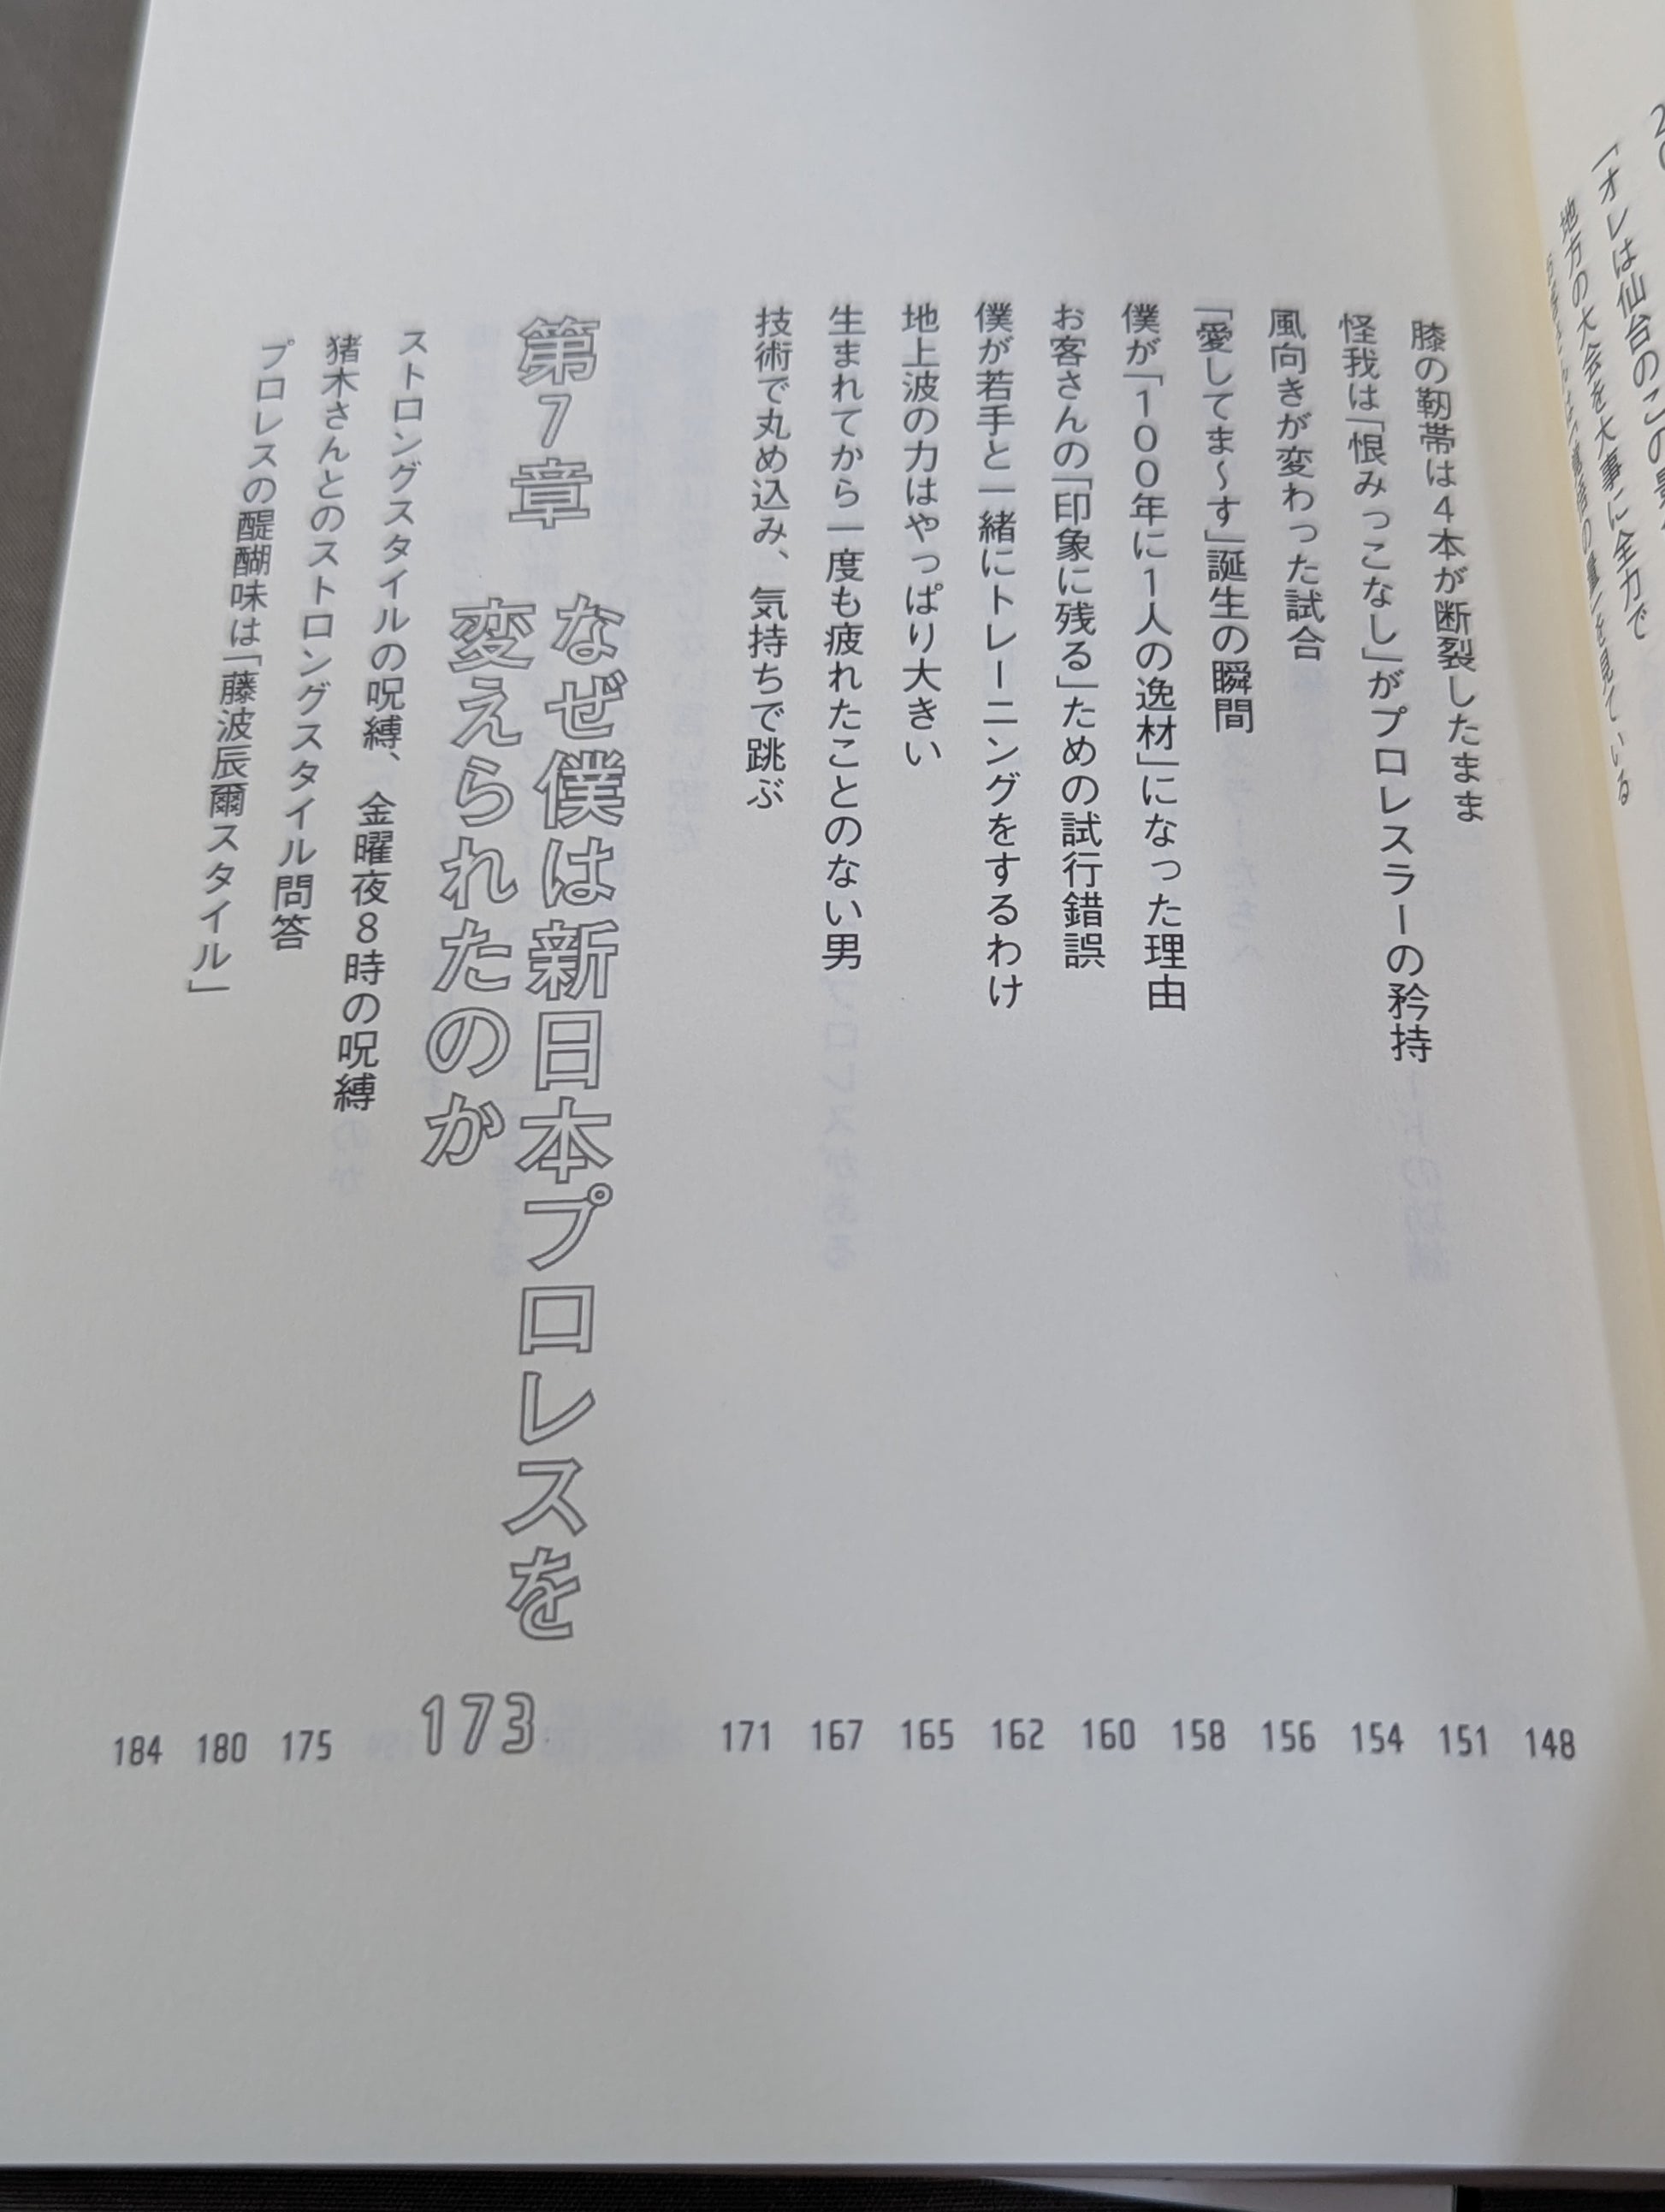 「オレは仙台のこの
地方の大会を大事に全力で
を見ている
膝の靭帯は4本が断裂したまま 148
怪我は「恨みっこなし」がプロレスラーの矜持 151
風向きが変わった試合 154
「愛してま〜す」誕生の瞬間 156
僕が「100年に1人の逸材」になった理由 158
お客さんの「印象に残る」ための試行錯誤 160
僕が若手と一緒にトレーニングをするわけ 162
地上波の力はやっぱり大きい 165
生まれてから一度も疲れたことのない男 167
技術で丸め込み、気持ちで跳ぶ 171
第7章 なぜ僕は新日本プロレスを
変えられたのか 173
ストロングスタイルの呪縛、金曜夜8時の呪縛 175
猪木さんとのストロングスタイル問答 180
プロレスの醍醐味は「藤波辰爾スタイル」 184